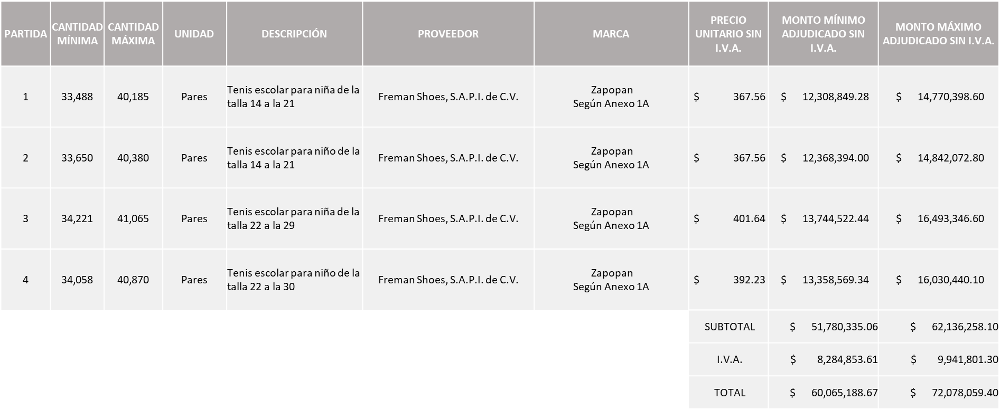 PARTIDA CANTIDAD MÍNIMA CANTIDAD MÁXIMA UNIDAD DESCRIPCIÓN PROVEEDOR MARCA PRECIO UNITARIO SIN I.V.A. MONTO MÍNIMO ADJUDICADO SIN I.V.A. MONTO MÁXIMO ADJUDICADO SIN I.V.A.
1 33,488 40,185 Pares Tenis escolar para niña de la talla 14 a la 21 Freman Shoes, S.A.P.I. de C.V. Zapopan Según Anexo 1A $ 367.56 $ 12,308,849.28 $ 14,770,398.60
2 33,650 40,380 Pares Tenis escolar para niño de la talla 14 a la 21 Freman Shoes, S.A.P.I. de C.V. Zapopan Según Anexo 1A $ 367.56 $ 12,368,394.00 $ 14,842,072.80
3 34,221 41,065 Pares Tenis escolar para niña de la talla 22 a la 29 Freman Shoes, S.A.P.I. de C.V. Zapopan Según Anexo 1A $ 401.64 $ 13,744,522.44 $ 16,493,346.60
4 34,058 40,870 Pares Tenis escolar para niño de la talla 22 a la 30 Freman Shoes, S.A.P.I. de C.V. Zapopan Según Anexo 1A $ 392.23 $ 13,358,569.34 $ 16,030,440.10
SUBTOTAL $ 51,780,335.06 $ 62,136,258.10
I.V.A. $ 8,284,853.61 $ 9,941,801.30
TOTAL $ 60,065,188.67 $ 72,078,059.40